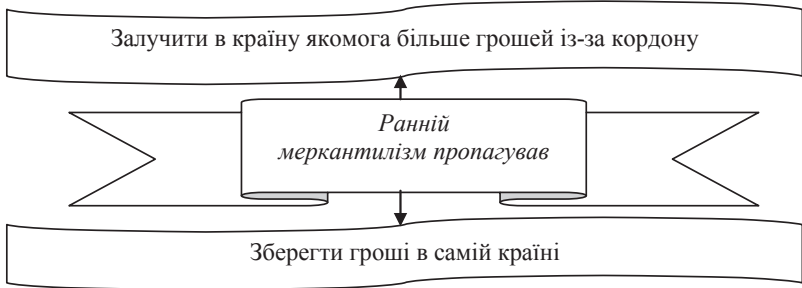 Залучити в країну якомога більше грошей із-за кордону
Ранній
меркантилізм пропагував
Зберегти гроші в самій країні